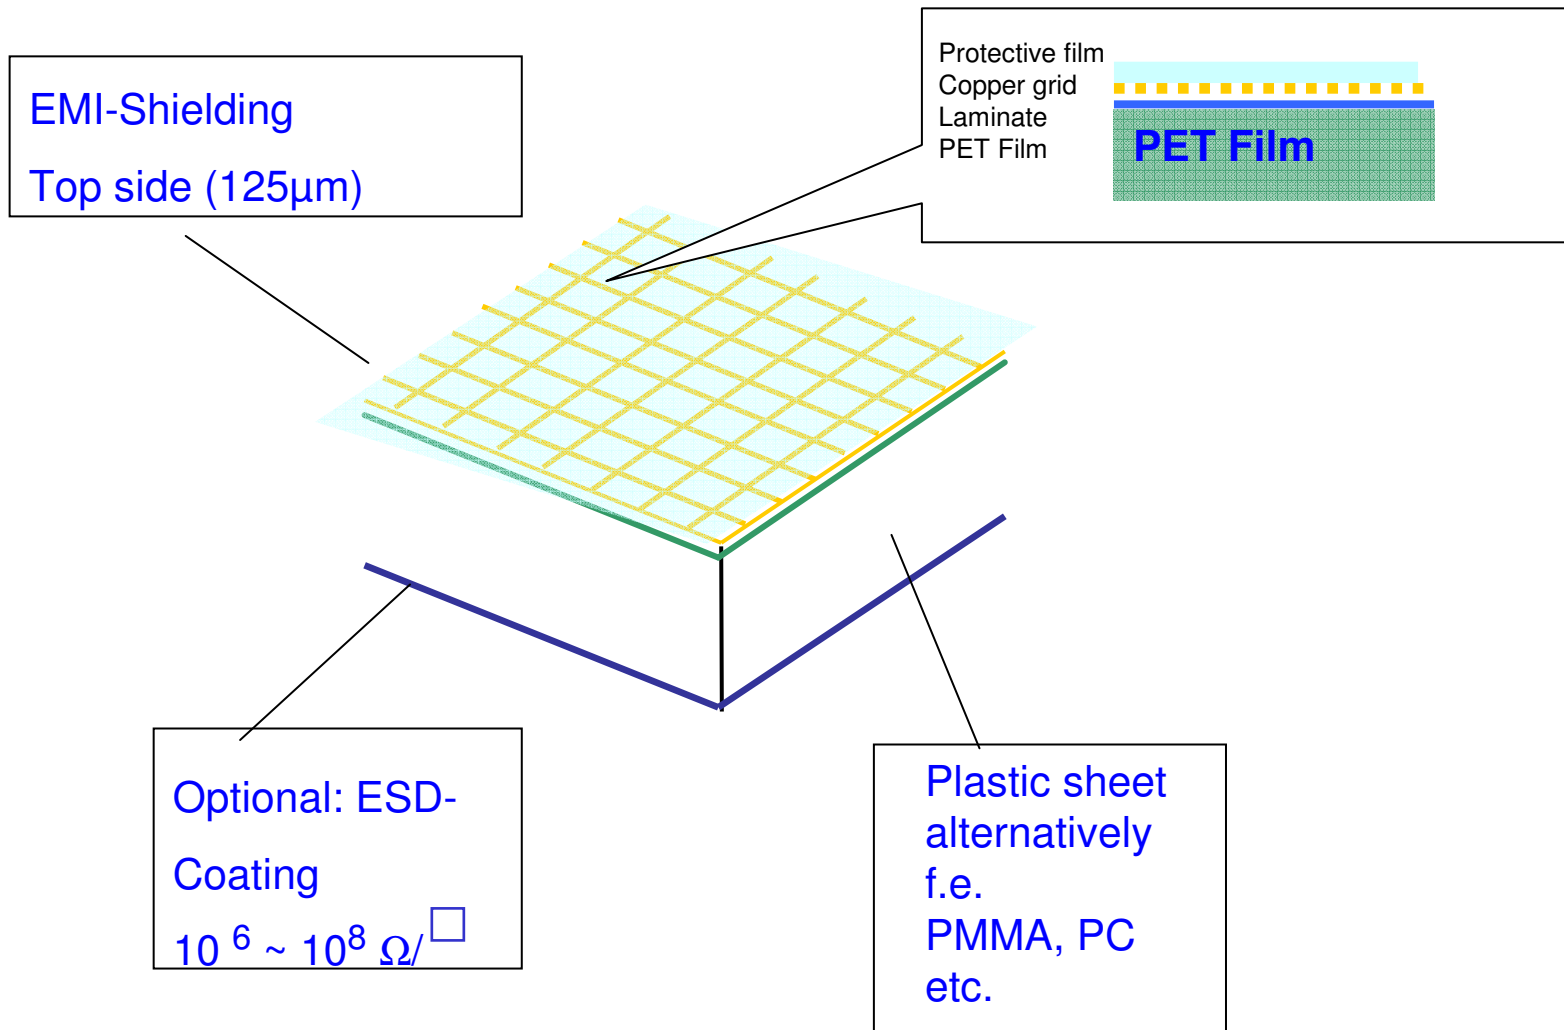 EMI-Shielding
Top side (125µm)
Protective film
Copper grid
Laminate
PET Film
PET Film
Optional: ESD-
Coating
10 ⁶ ~ 10⁸ Ω/□
Plastic sheet
alternatively
f.e.
PMMA, PC
etc.